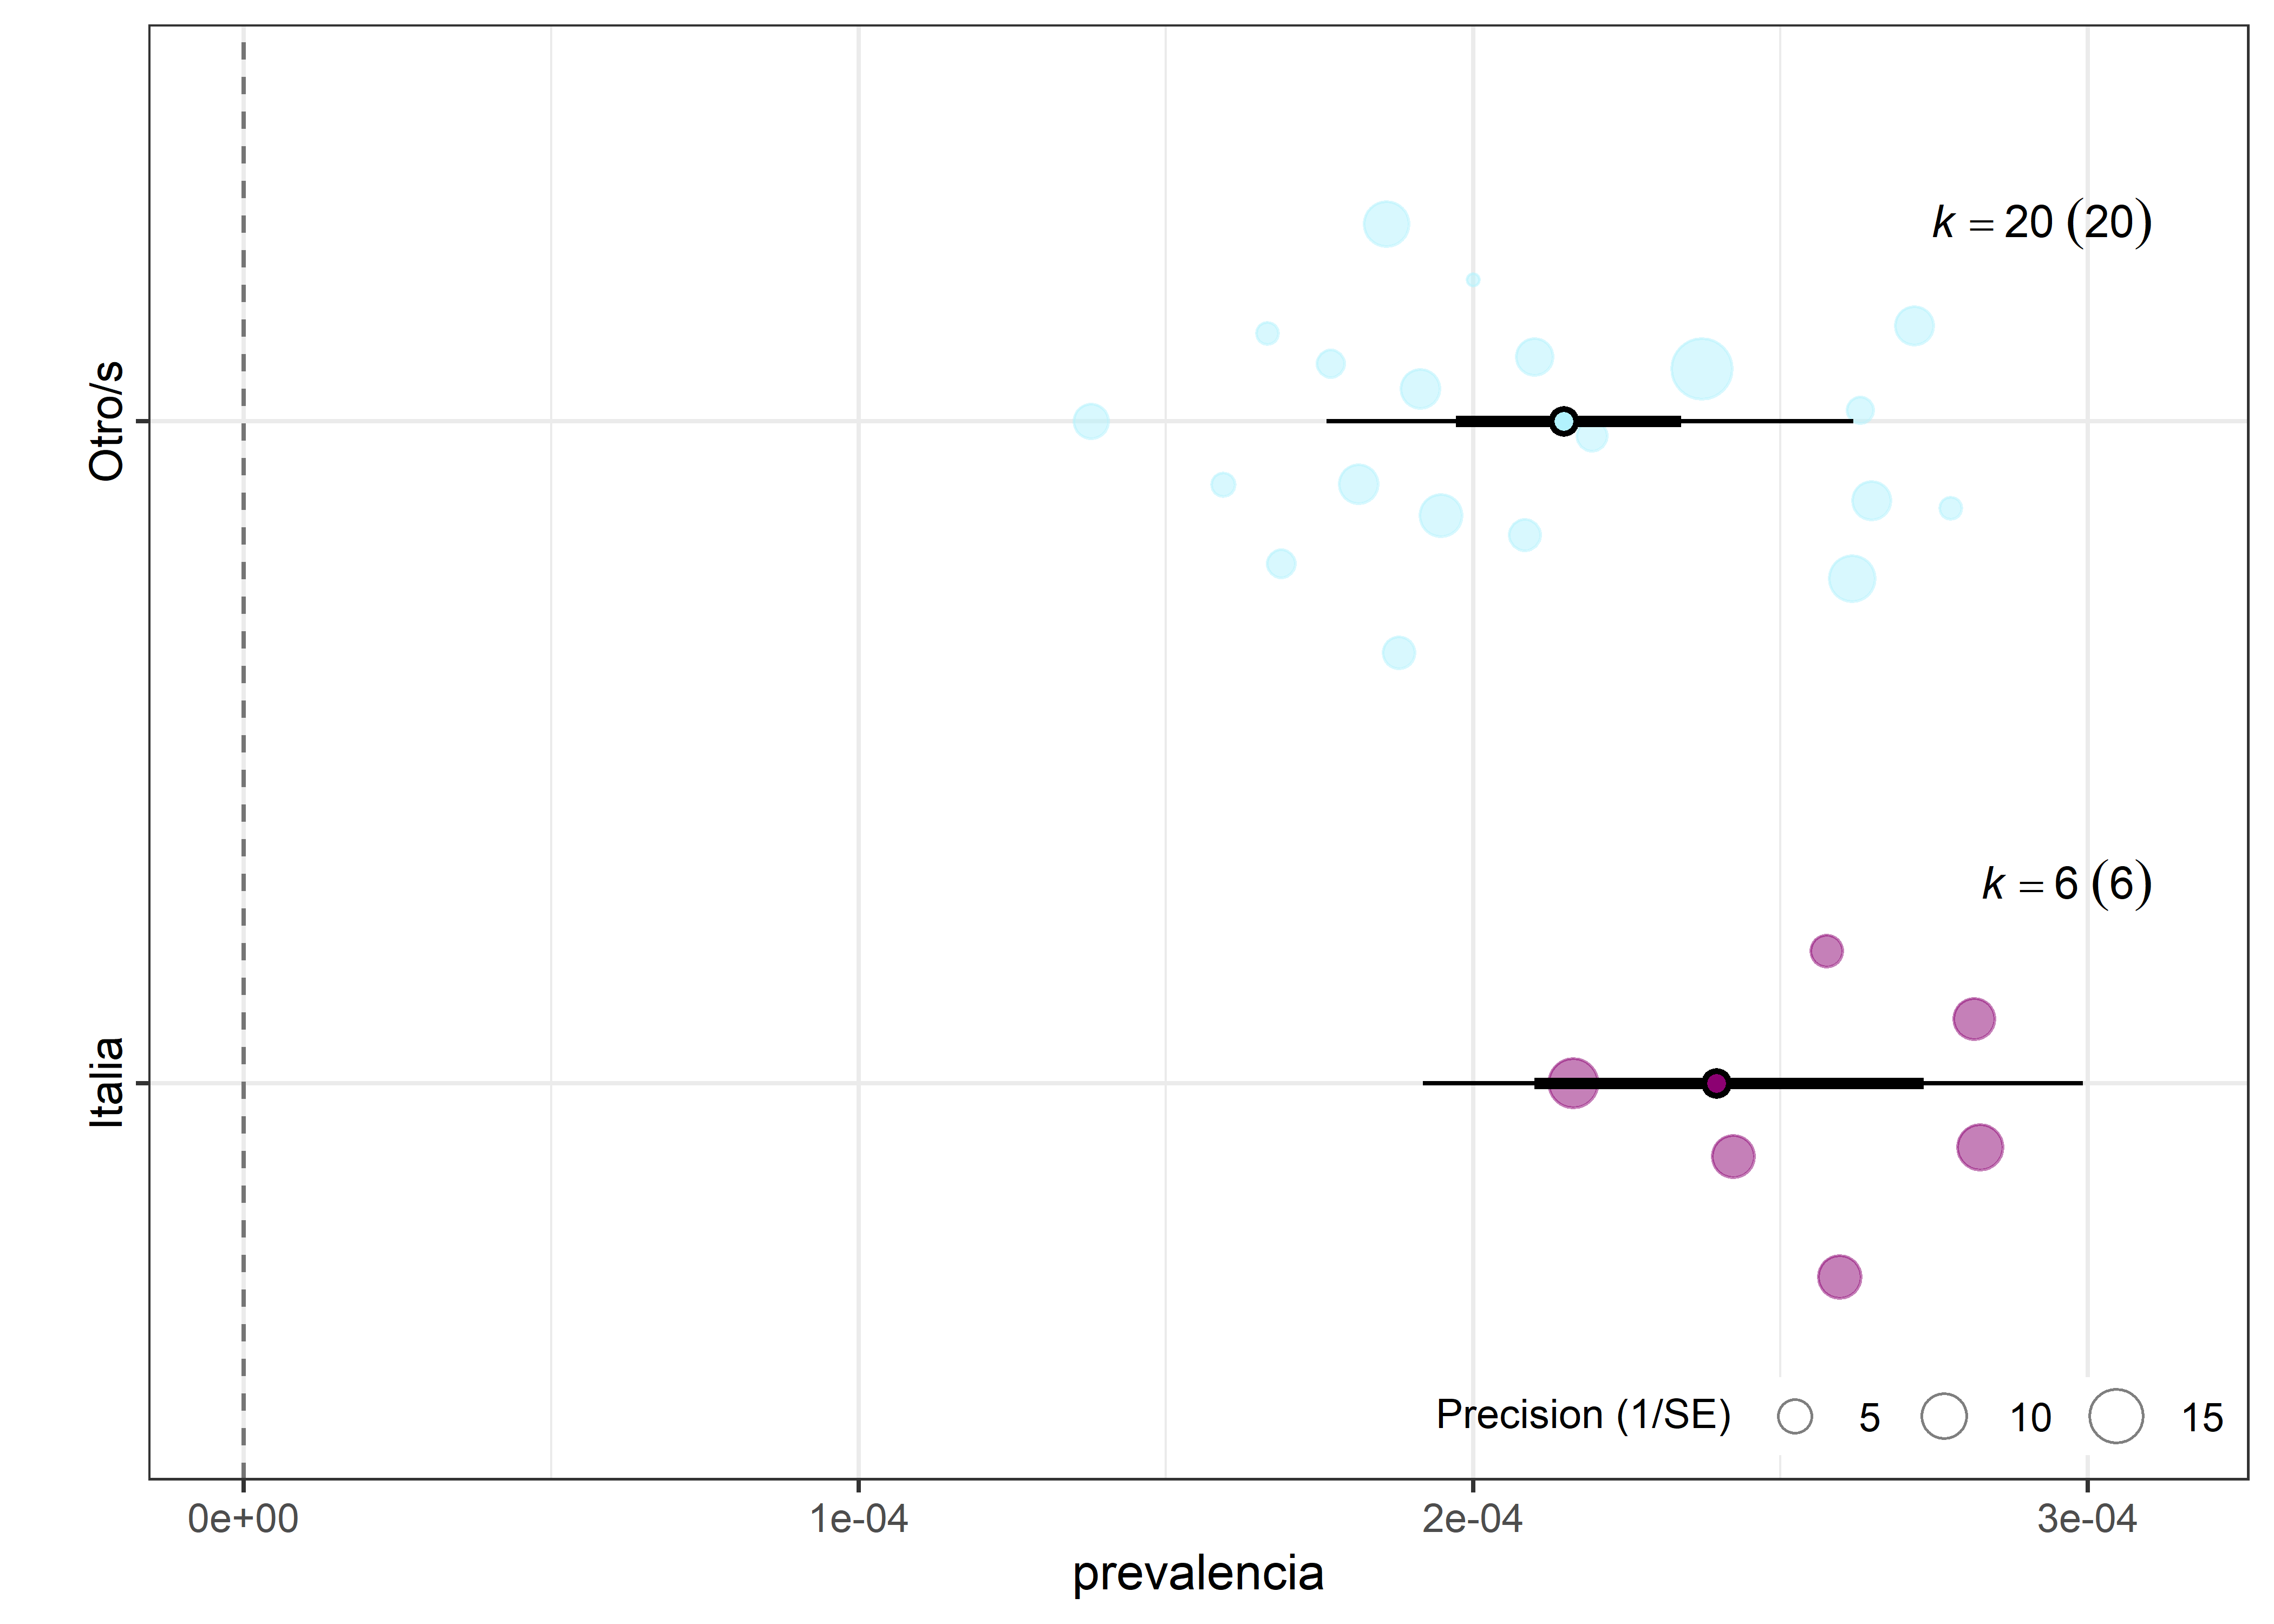 k = 20 (20)
Otro/s
k = 6 (6)
Italia
Precision (1/SE) 5 10 15
0e+00 1e-04 2e-04 3e-04
prevalencia